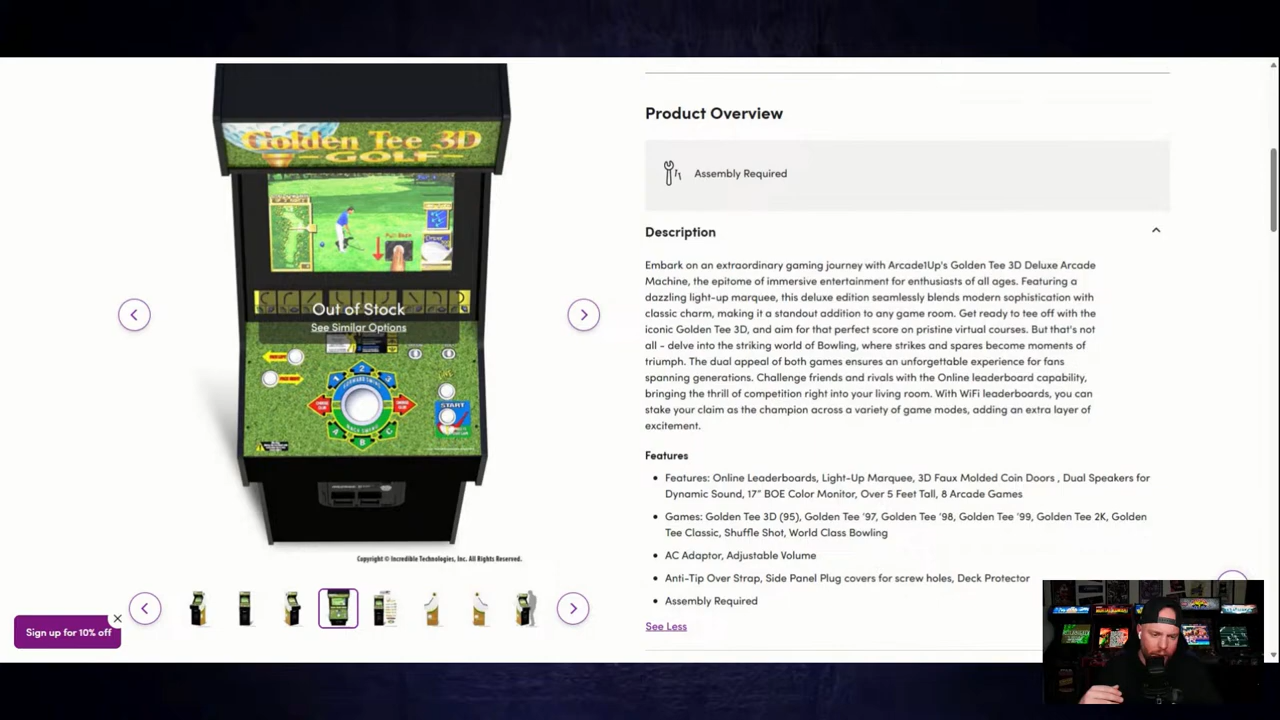 Golden Tee 3D
GOLF
Out of Stock
See Similar Options
START
Copyright © Incredible Technologies, Inc. All Rights Reserved.
Sign up for 10% off
Product Overview
Assembly Required
Description
Embark on an extraordinary gaming journey with Arcade1Up's Golden Tee 3D Deluxe Arcade
Machine, the epitome of immersive entertainment for enthusiasts of all ages. Featuring a
dazzling light-up marquee, this deluxe edition seamlessly blends modern sophistication with
classic charm, making it a standout addition to any game room. Get ready to tee off with the
iconic Golden Tee 3D, and aim for that perfect score on pristine virtual courses. But that's not
all - delve into the striking world of Bowling, where strikes and spares become moments of
triumph. The dual appeal of both games ensures an unforgettable experience for fans
spanning generations. Challenge friends and rivals with the Online leaderboard capability,
bringing the thrill of competition right into your living room. With WiFi leaderboards, you can
stake your claim as the champion across a variety of game modes, adding an extra layer of
excitement.
Features
• Features: Online Leaderboards, Light-Up Marquee, 3D Faux Molded Coin Doors , Dual Speakers for
Dynamic Sound, 17” BOE Color Monitor, Over 5 Feet Tall, 8 Arcade Games
• Games: Golden Tee 3D (95), Golden Tee ’97, Golden Tee ’98, Golden Tee ’99, Golden Tee 2K, Golden
Tee Classic, Shuffle Shot, World Class Bowling
• AC Adaptor, Adjustable Volume
• Anti-Tip Over Strap, Side Panel Plug covers for screw holes, Deck Protector
• Assembly Required
See Less